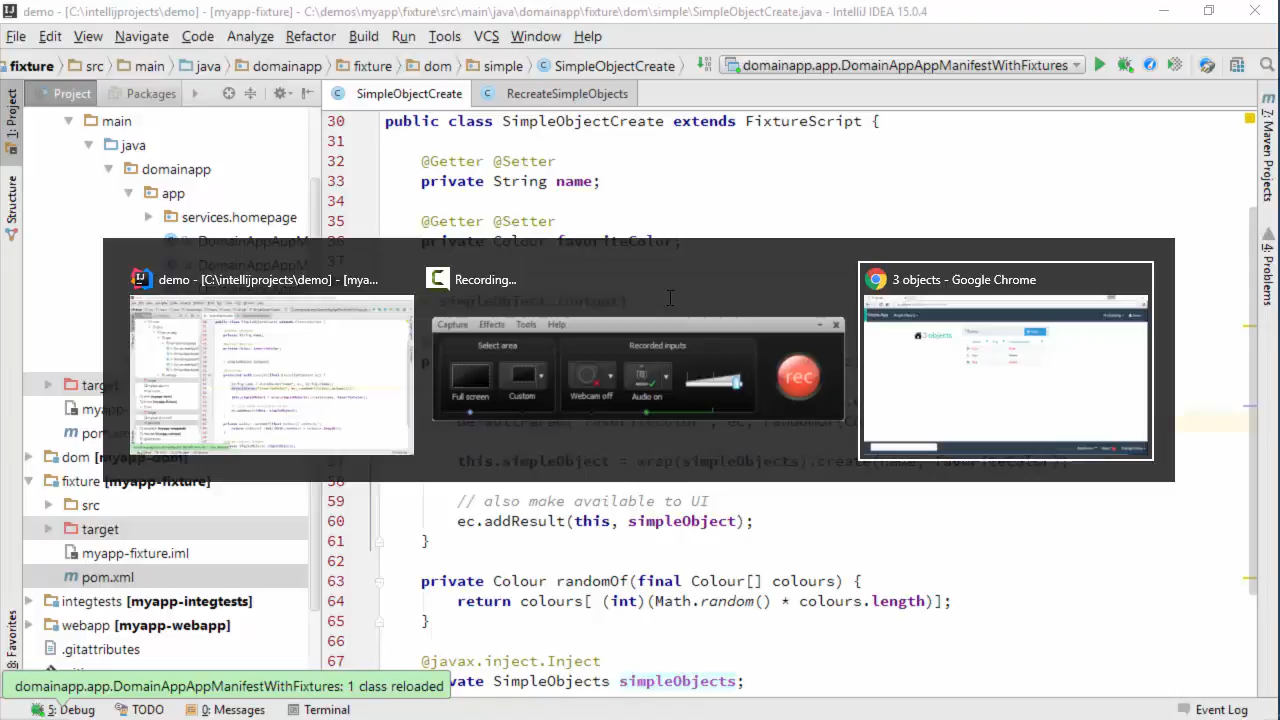 demo - [C:\intellijprojects\demo] - [myapp-fixture] - C:\demos\myapp\fixture\src\main\java\domainapp\fixture\dom\simple\SimpleObjectCreate.java - IntelliJ IDEA 15.0.4
File Edit View Navigate Code Analyze Refactor Build Run Tools VCS Window Help
fixture src main java domainapp fixture dom simple SimpleObjectCreate domainapp.app.DomainAppAppManifestWithFixtures
Project Packages SimpleObjectCreate RecreateSimpleObjects
1: Project
Structure
8: Favorites
Maven Projects
4: Problems
main
java
domainapp
app
services.homepage
DomainAppAppM
target
myapp-
pom.
dom [myapp-dom]
fixture [myapp-fixture]
src
target
myapp-fixture.iml
pom.xml
integtests [myapp-integtests]
webapp [myapp-webapp]
.gitattributes
30 public class SimpleObjectCreate extends FixtureScript {
31
32 @Getter @Setter
33 private String name;
34
35 @Getter @Setter
36 private Colour favoriteColor;
37
demo - [C:\intellijprojects\demo] - [mya...
Recording...
3 objects - Google Chrome
Capture Effects Tools Help
Select area Recorded inputs
Full screen Custom Webcam off Audio on
rec
3 objects
57 this.simpleObject = wrap(simpleObjects).create(name, favoriteColor);
58
59 // also make available to UI
60 ec.addResult(this, simpleObject);
61 }
62
63 private Colour randomOf(final Colour[] colours) {
64 return colours[ (int)(Math.random() * colours.length)];
65 }
66
67 @javax.inject.Inject
vate SimpleObjects simpleObjects;
domainapp.app.DomainAppAppManifestWithFixtures: 1 class reloaded
5: Debug TODO 0: Messages Terminal Event Log